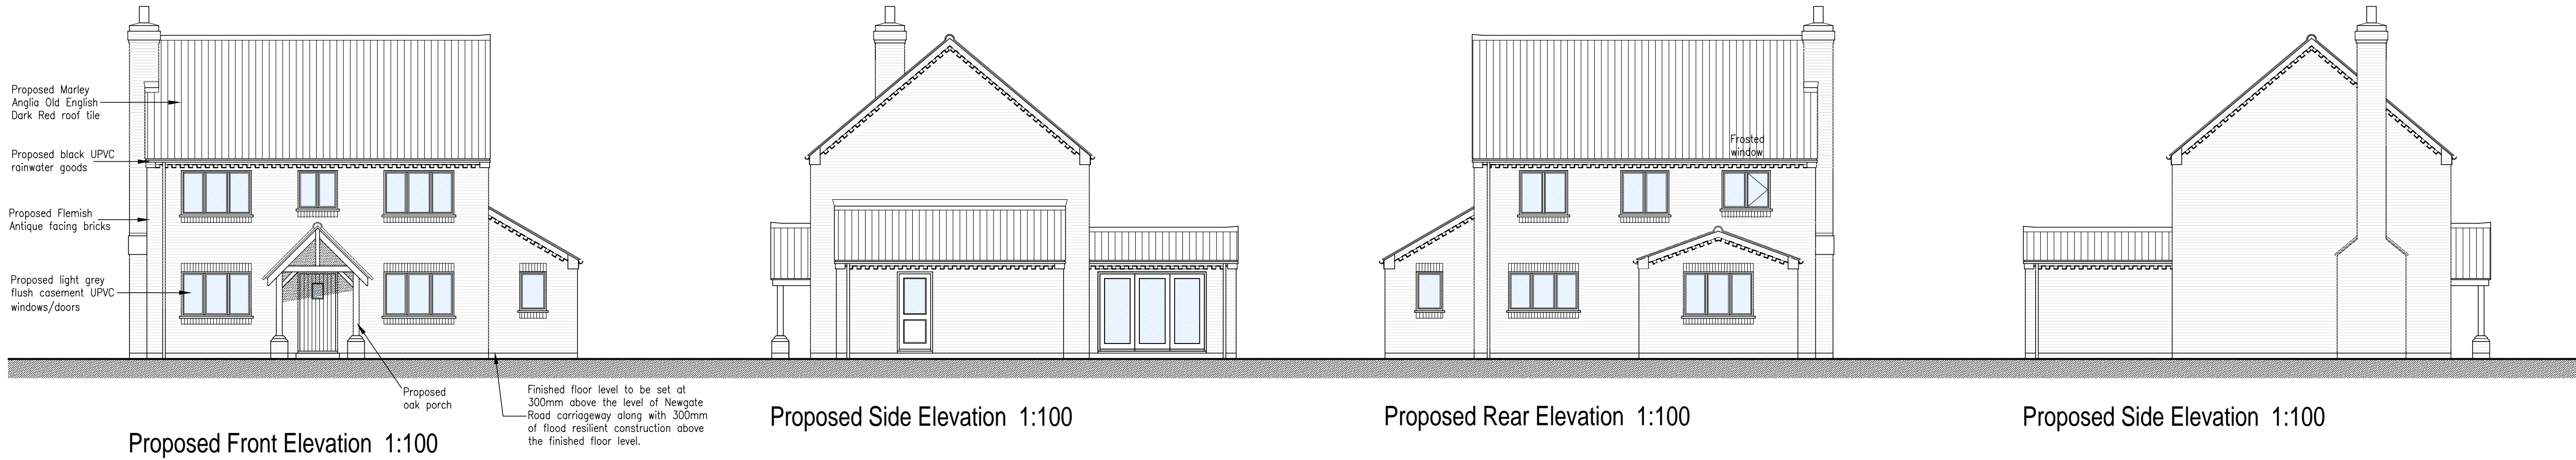 Proposed Marley
Anglia Old English
Dark Red roof tile
Proposed black UPVC
rainwater goods
Proposed Flemish
Antique facing bricks
Proposed light grey
flush casement UPVC
windows/doors
Proposed
oak porch
Finished floor level to be set at
300mm above the level of Newgate
Road carriageway along with 300mm
of flood resilient construction above
the finished floor level.
Proposed Front Elevation 1:100
Proposed Side Elevation 1:100
Frosted
window
Proposed Rear Elevation 1:100
Proposed Side Elevation 1:100